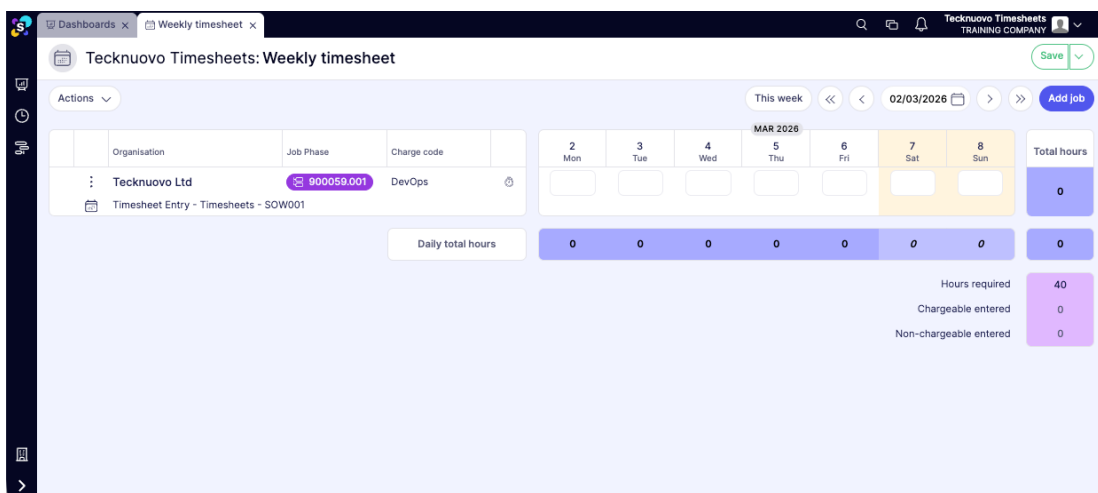 Dashboards
Weekly timesheet
Tecknuovo Timesheets
TRAINING COMPANY
Tecknuovo Timesheets: Weekly timesheet
Save
Actions
This week
02/03/2026
Add job
MAR 2026
Organisation Job Phase Charge code 2 Mon 3 Tue 4 Wed 5 Thu 6 Fri 7 Sat 8 Sun Total hours
Tecknuovo Ltd 900059.001 DevOps 0
Timesheet Entry - Timesheets - SOW001
Daily total hours 0 0 0 0 0 0 0 0
Hours required 40
Chargeable entered 0
Non-chargeable entered 0